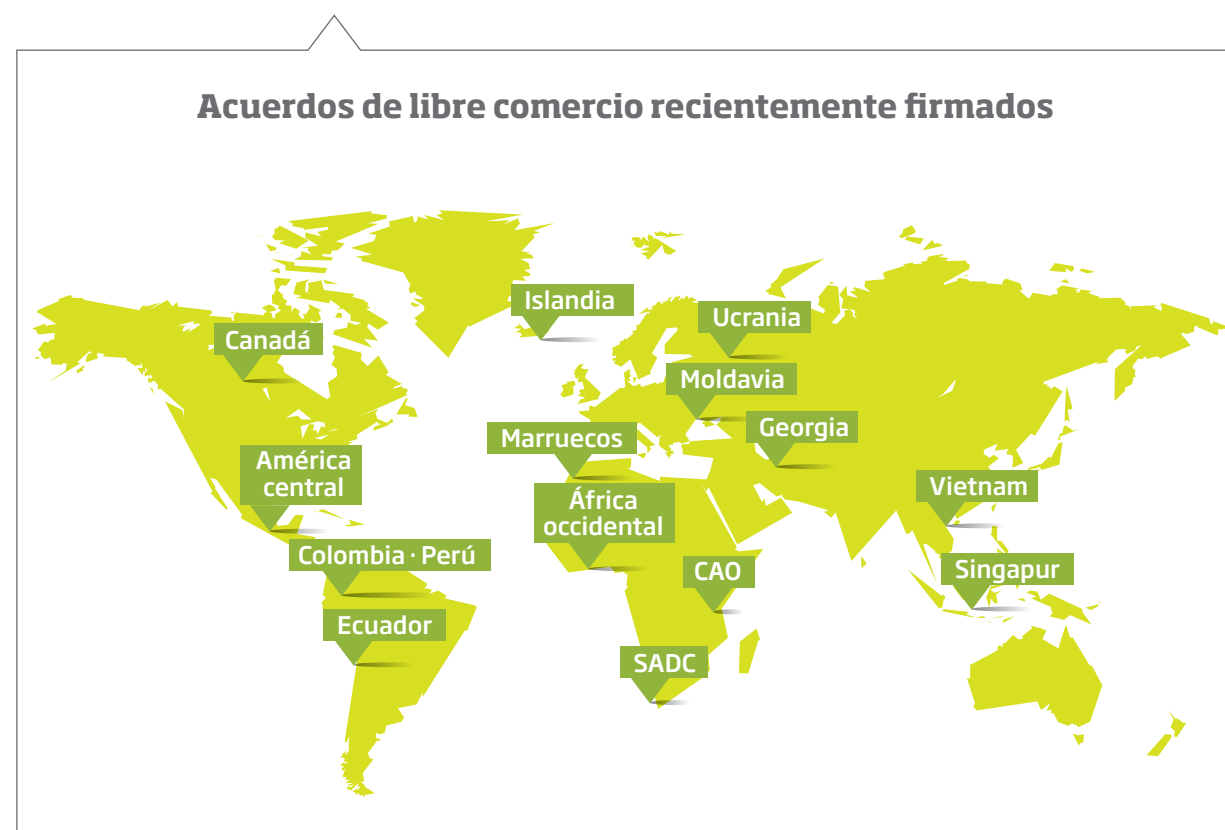 Acuerdos de libre comercio recientemente firmados
Islandia
Ucrania
Canadá
Moldavia
Georgia
Marruecos
América
central
Vietnam
África
occidental
Colombia · Perú
CAO
Singapur
Ecuador
SADC